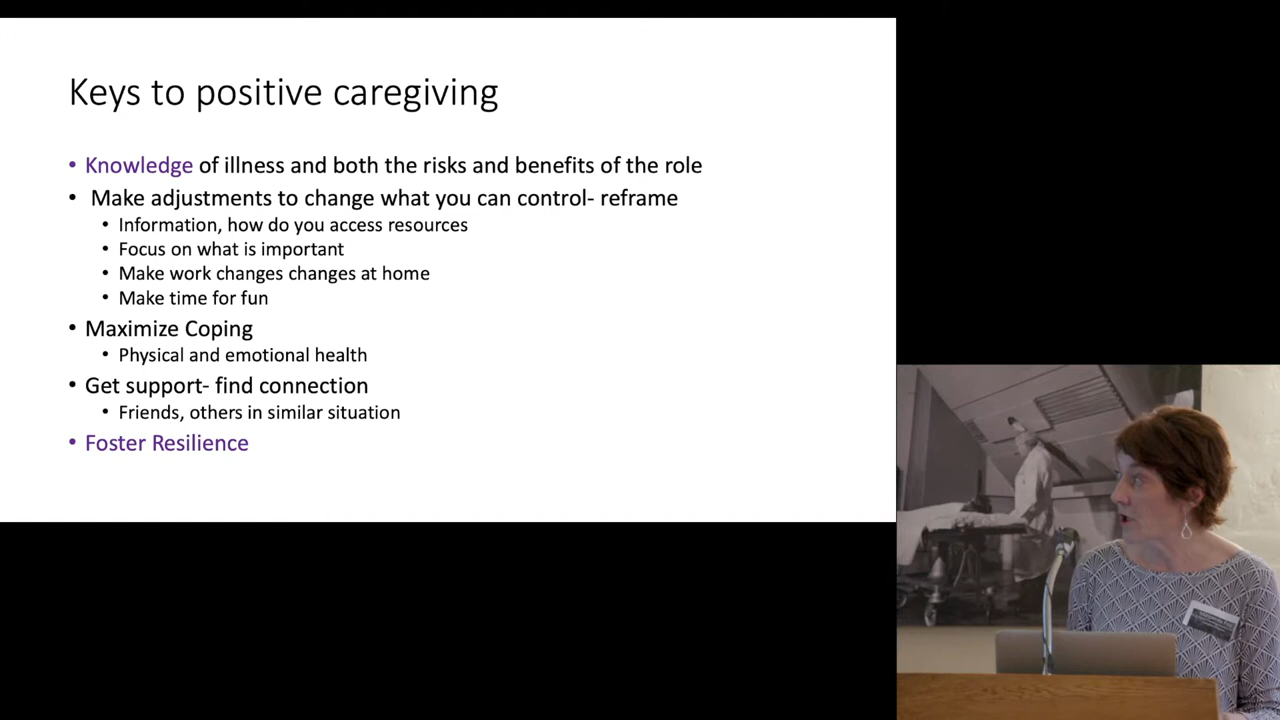 Keys to positive caregiving
• Knowledge of illness and both the risks and benefits of the role
• Make adjustments to change what you can control- reframe
• Information, how do you access resources
• Focus on what is important
• Make work changes changes at home
• Make time for fun
• Maximize Coping
• Physical and emotional health
• Get support- find connection
• Friends, others in similar situation
• Foster Resilience